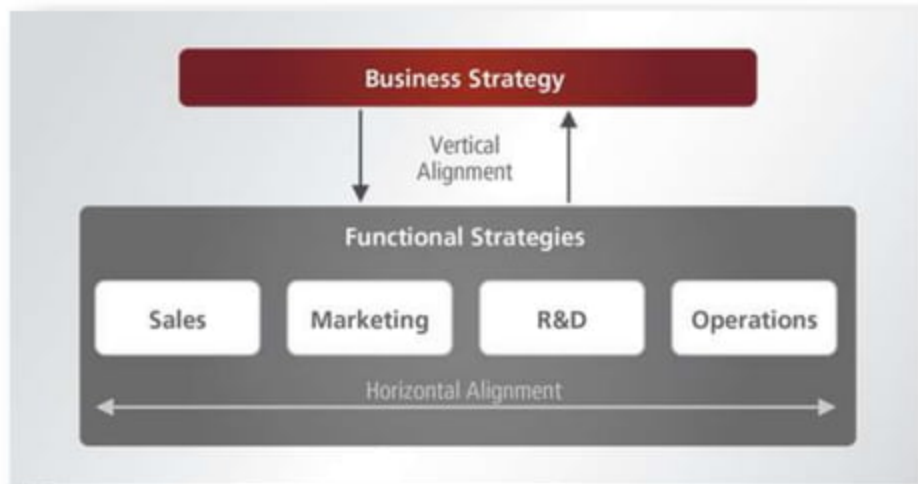 Business Strategy
Vertical
Alignment
Functional Strategies
Sales
Marketing
R&D
Operations
Horizontal Alignment